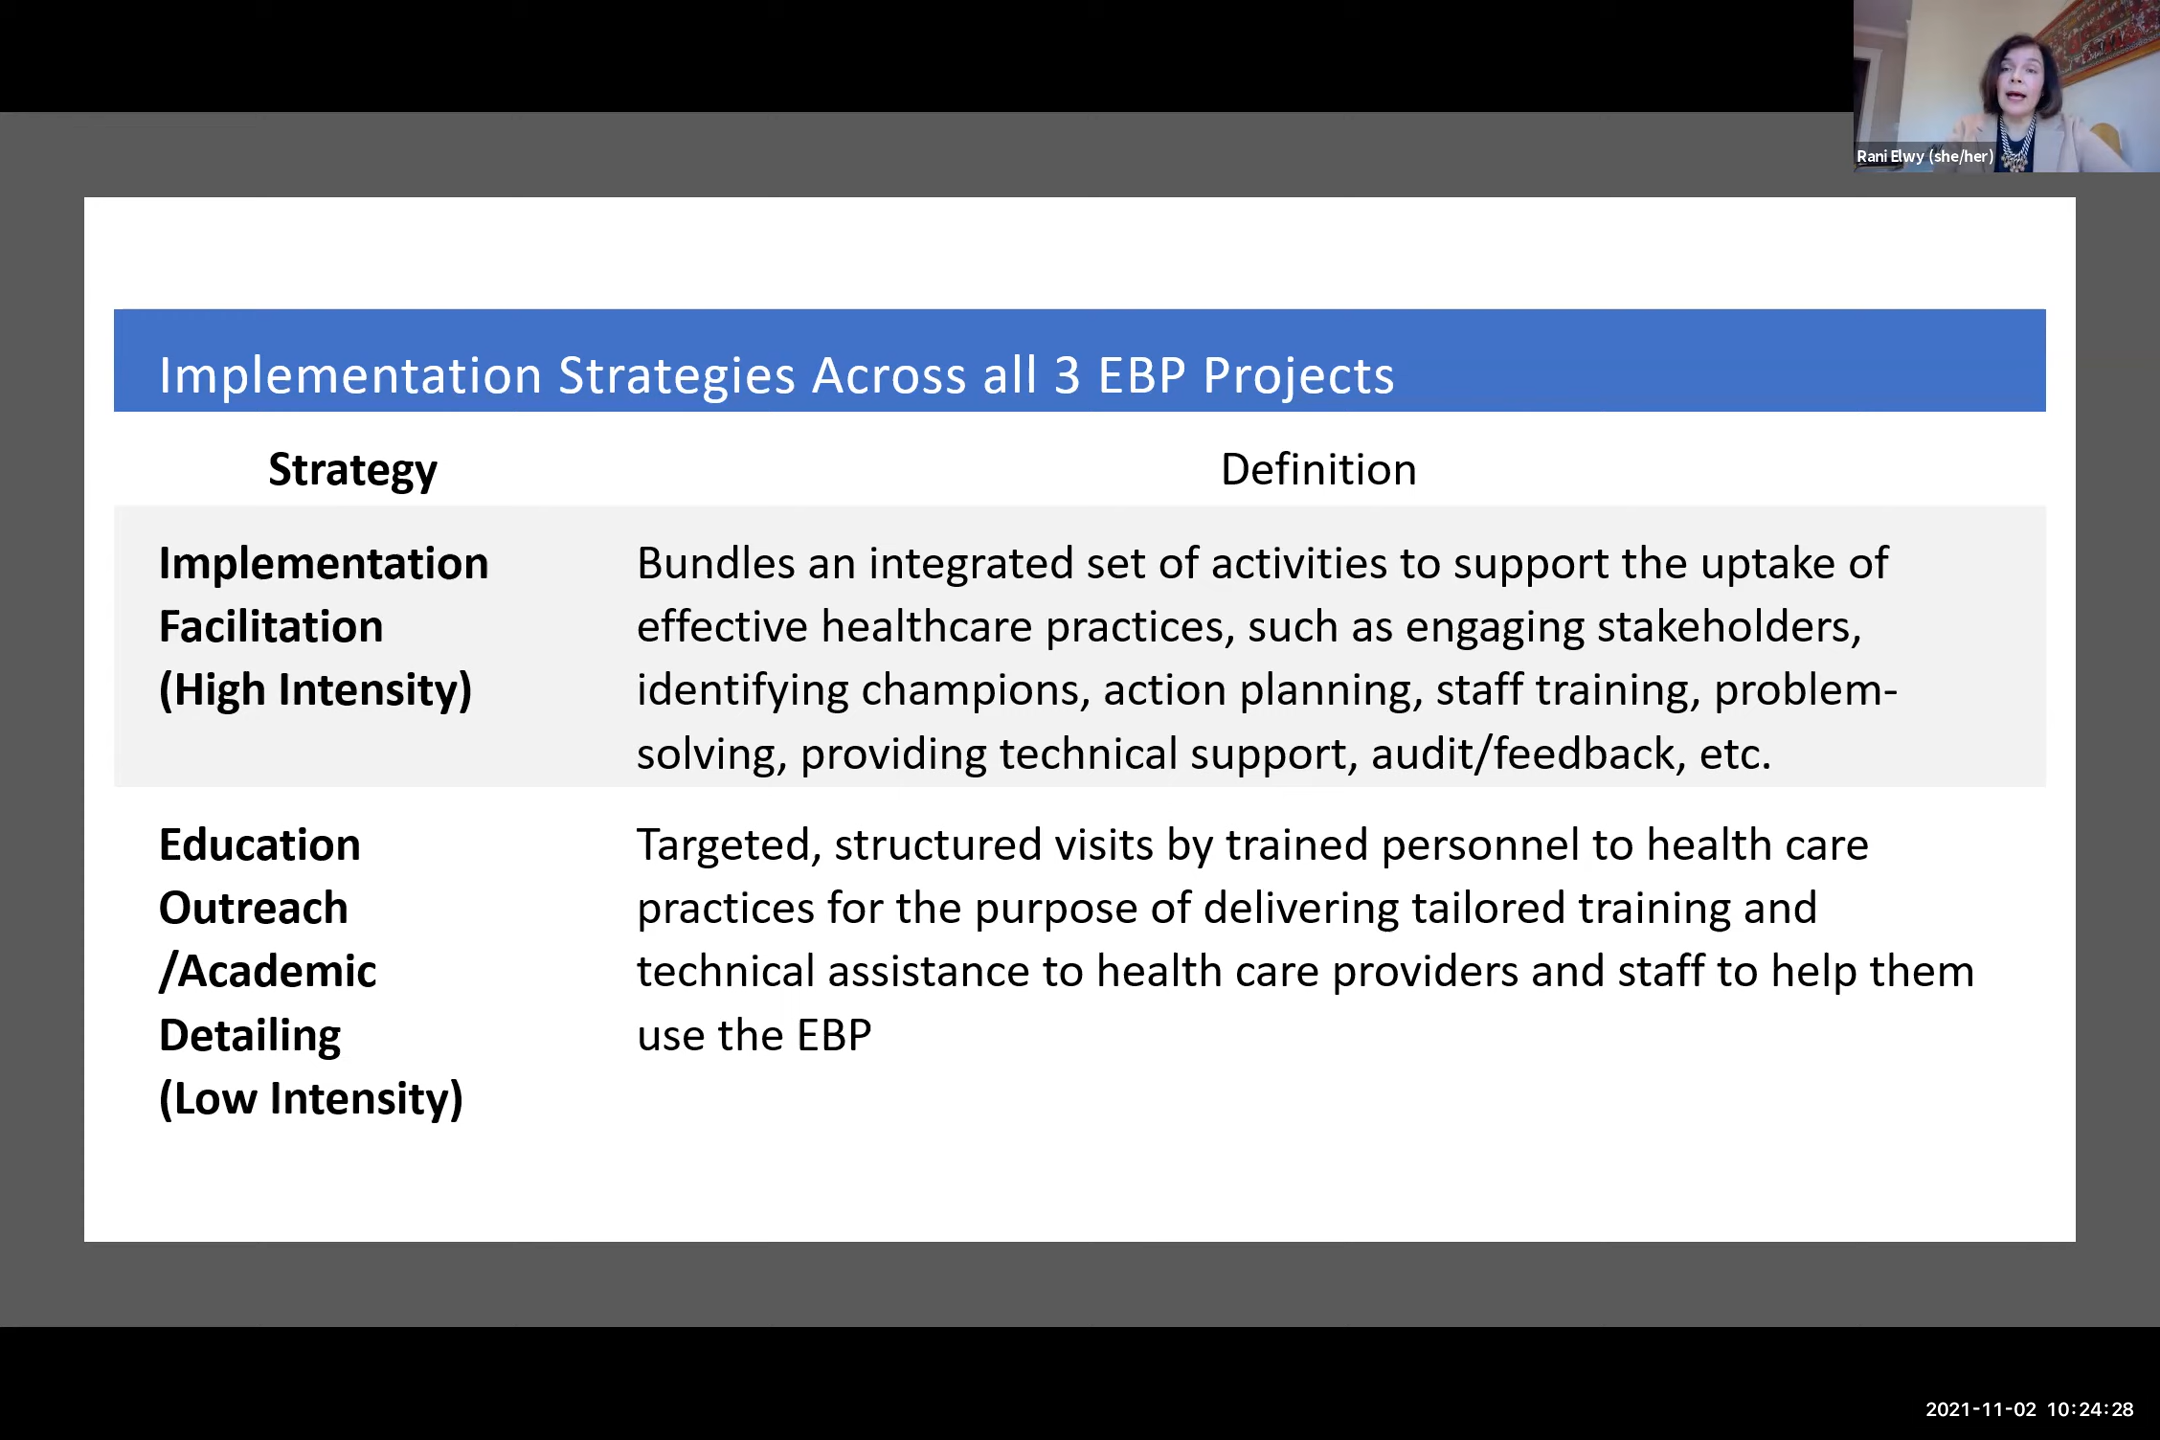 Rani Elwy (she/her)
Implementation Strategies Across all 3 EBP Projects
Strategy
Definition
Implementation
Facilitation
(High Intensity)
Bundles an integrated set of activities to support the uptake of
effective healthcare practices, such as engaging stakeholders,
identifying champions, action planning, staff training, problem-
solving, providing technical support, audit/feedback, etc.
Education
Outreach
/Academic
Detailing
(Low Intensity)
Targeted, structured visits by trained personnel to health care
practices for the purpose of delivering tailored training and
technical assistance to health care providers and staff to help them
use the EBP
2021-11-02 10:24:28